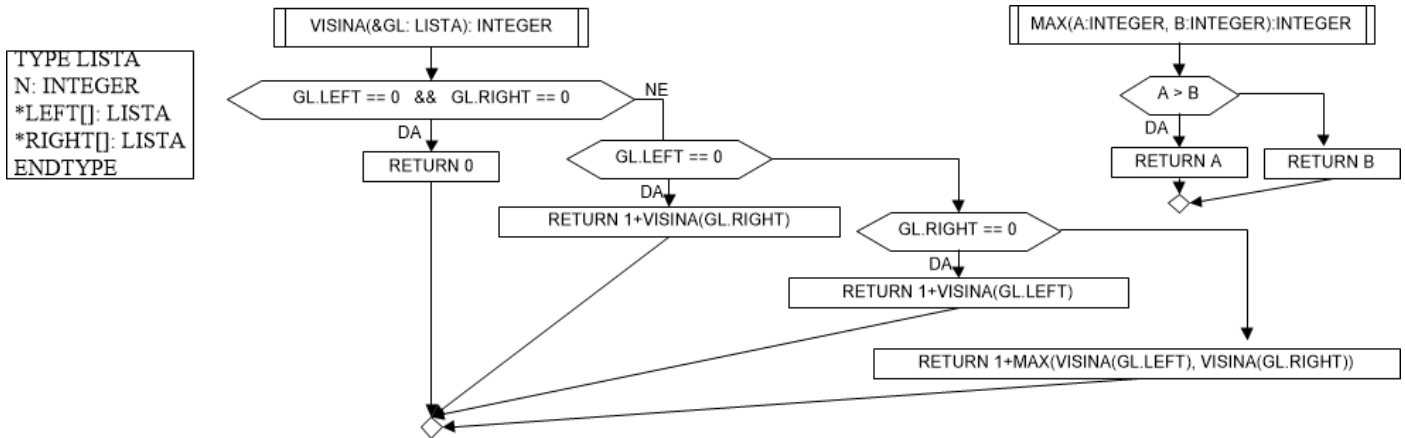 TYPE LISTA
N: INTEGER
*LEFT[]: LISTA
*RIGHT[]: LISTA
ENDTYPE
VISINA(&GL: LISTA): INTEGER
GL.LEFT == 0 && GL.RIGHT == 0
NE
DA
RETURN 0
GL.LEFT == 0
DA
RETURN 1+VISINA(GL.RIGHT)
GL.RIGHT == 0
DA
RETURN 1+VISINA(GL.LEFT)
RETURN 1+MAX(VISINA(GL.LEFT), VISINA(GL.RIGHT))
MAX(A:INTEGER, B:INTEGER):INTEGER
A > B
DA
RETURN A
RETURN B